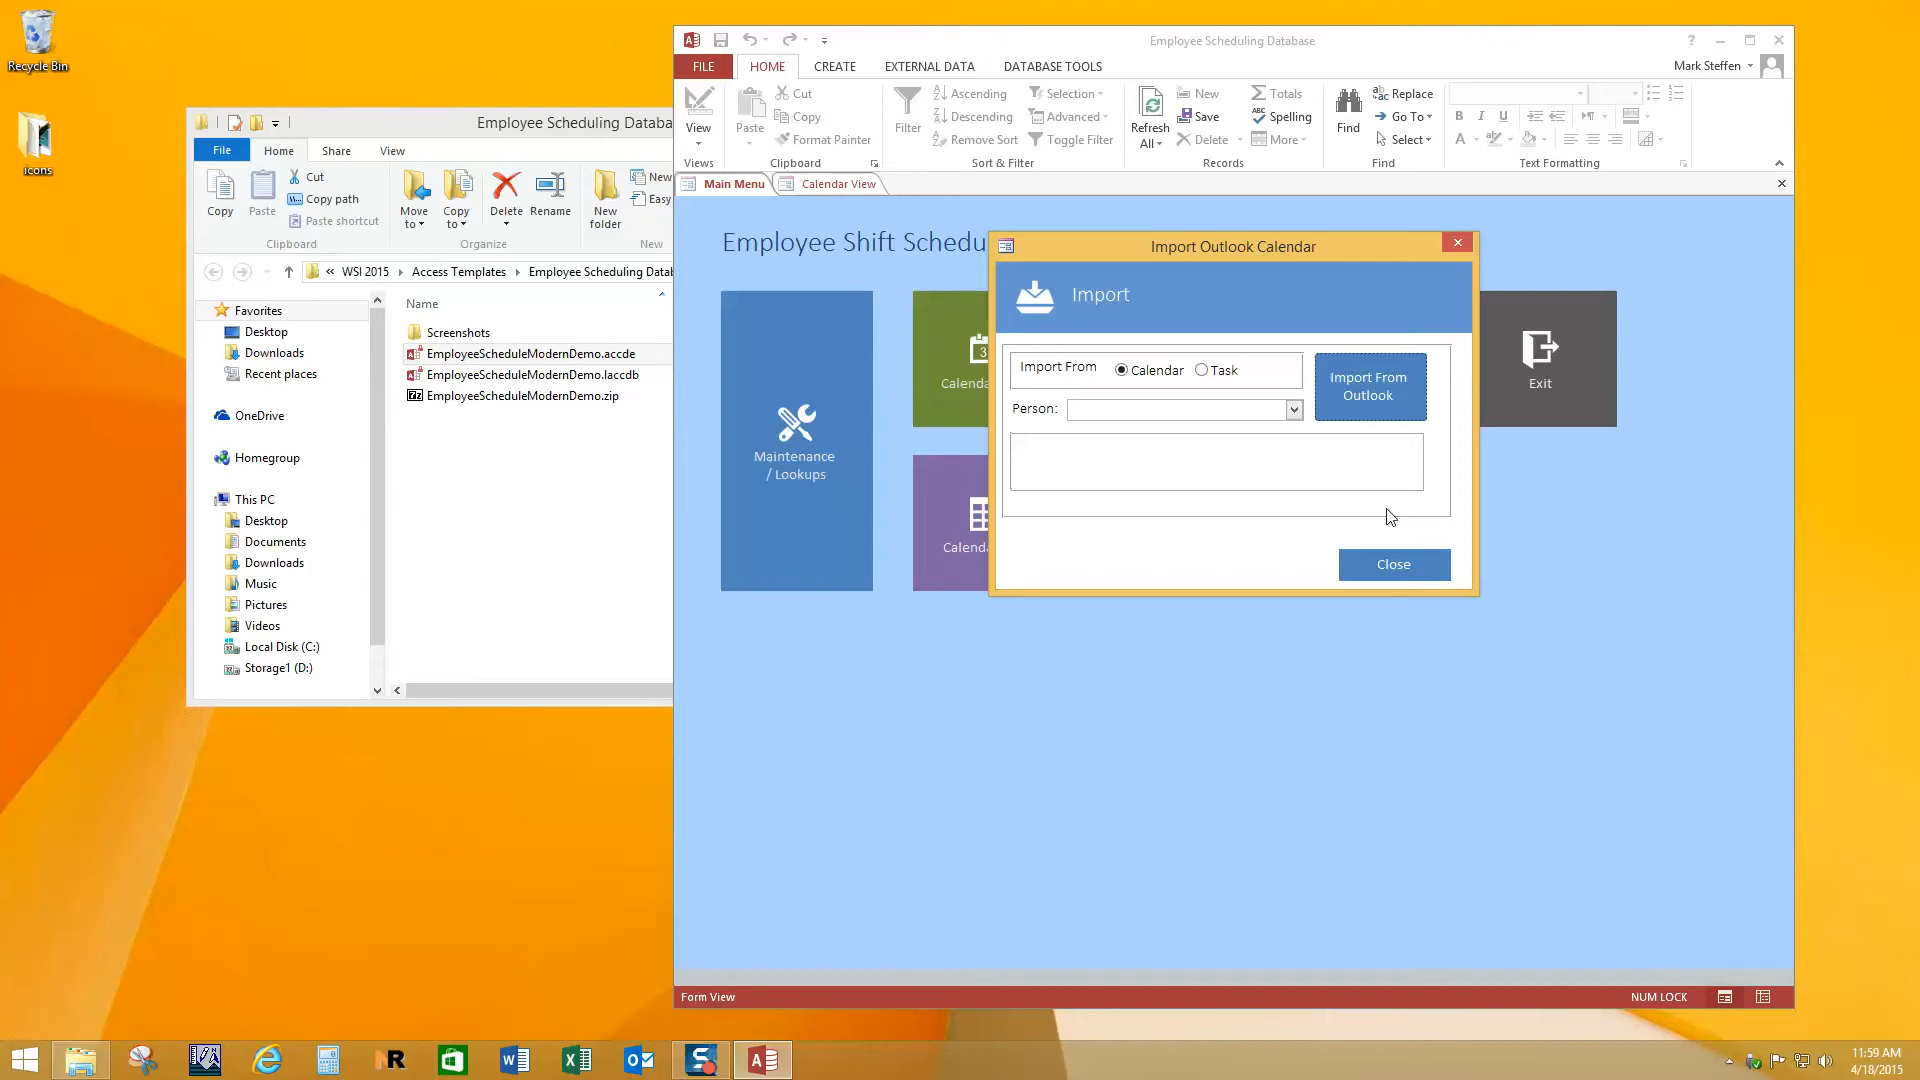 Recycle Bin
icons
Employee Scheduling Databa
File
Home
Share
View
Copy
Paste
Cut
Copy path
Paste shortcut
Clipboard
Move
to
Copy
to
Delete
Rename
Organize
New
folder
New
Easy
New
« WSI 2015 › Access Templates › Employee Scheduling Datab
Favorites
Desktop
Downloads
Recent places
OneDrive
Homegroup
This PC
Desktop
Documents
Downloads
Music
Pictures
Videos
Local Disk (C:)
Storage1 (D:)
Name
Screenshots
EmployeeScheduleModernDemo.accde
EmployeeScheduleModernDemo.laccdb
EmployeeScheduleModernDemo.zip
Employee Scheduling Database
FILE
HOME
CREATE
EXTERNAL DATA
DATABASE TOOLS
Mark Steffen
View
Views
Paste
Cut
Copy
Format Painter
Clipboard
Filter
Ascending
Descending
Remove Sort
Selection
Advanced
Toggle Filter
Sort & Filter
Refresh
All
New
Save
Delete
Totals
Spelling
More
Records
Find
Replace
Go To
Select
Find
B I U
A
Text Formatting
Main Menu
Calendar View
Employee Shift Schedu
Maintenance
/ Lookups
3
Calenda
Calenda
Exit
Import Outlook Calendar
Import
Import From
Calendar
Task
Import From
Outlook
Person:
Close
Form View
NUM LOCK
11:59 AM
4/18/2015